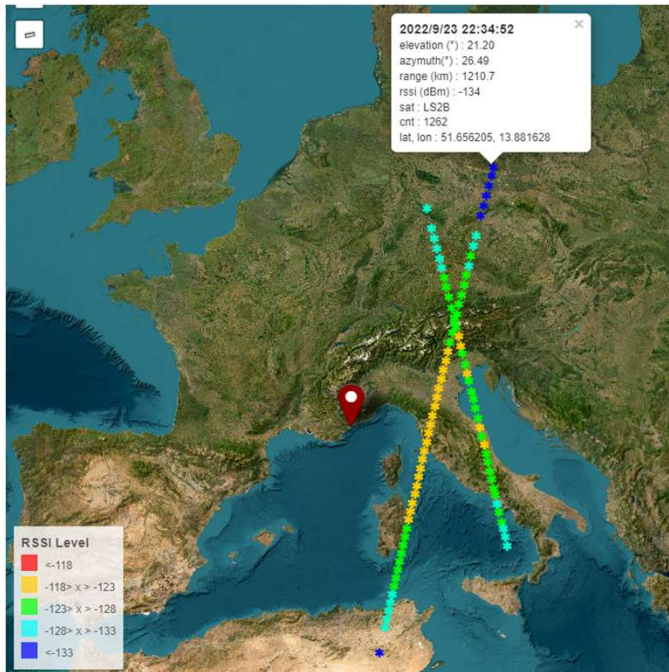 2022/9/23 22:34:52
×
elevation (°) : 21.20
azymuth(°) : 26.49
range (km) : 1210.7
rssi (dBm) : -134
sat : LS2B
cnt : 1262
lat, lon : 51.656205, 13.881628
RSSI Level
<-118
-118> x > -123
-123> x > -128
-128> x > -133
<-133